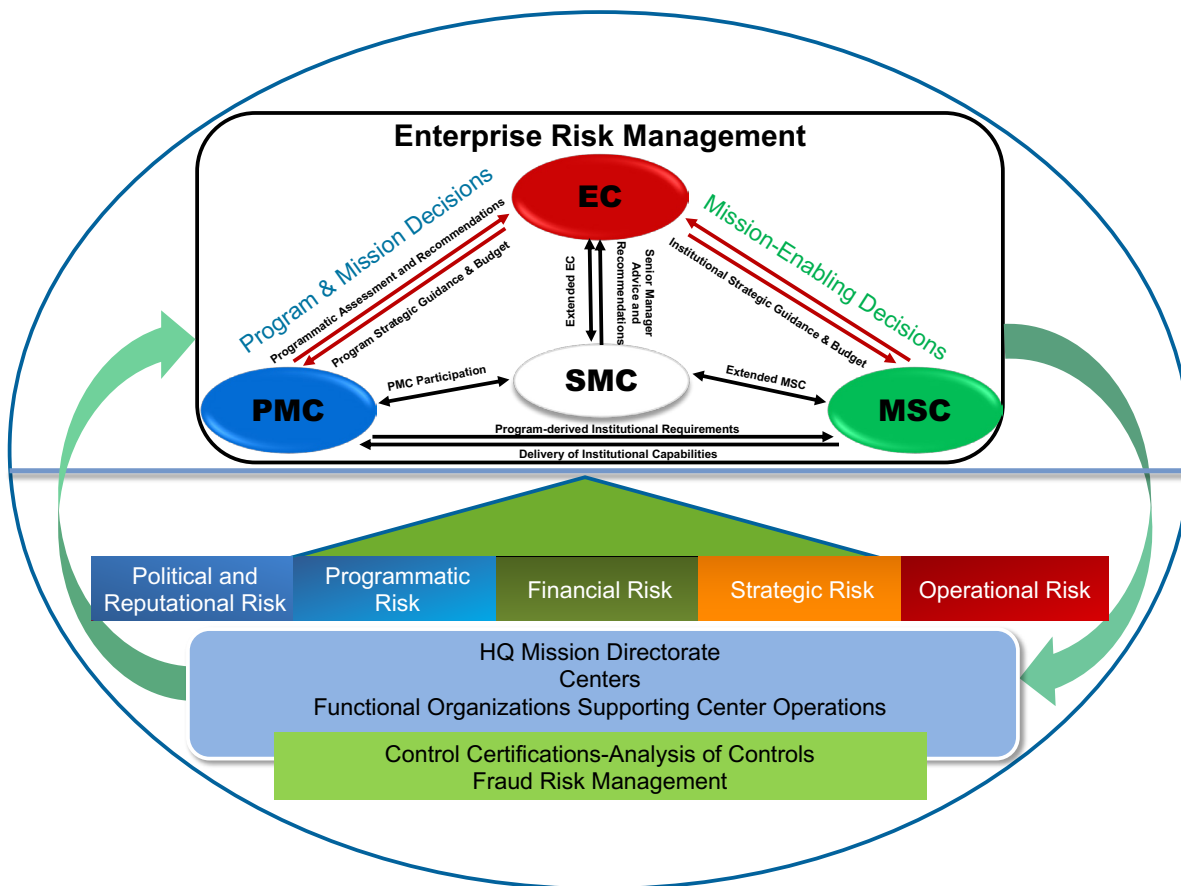 Enterprise Risk Management
EC
Program & Mission Decisions
Programmatic Assessment and Recommendations
Program Strategic Guidance & Budget
Extended EC
Senior Manager
Advice and
Recommendations
Mission-Enabling Decisions
Institutional Strategic Guidance & Budget
PMC
PMC Participation
SMC
Extended MSC
MSC
Program-derived Institutional Requirements
Delivery of Institutional Capabilities
Political and
Reputational Risk
Programmatic
Risk
Financial Risk
Strategic Risk
Operational Risk
HQ Mission Directorate
Centers
Functional Organizations Supporting Center Operations
Control Certifications-Analysis of Controls
Fraud Risk Management